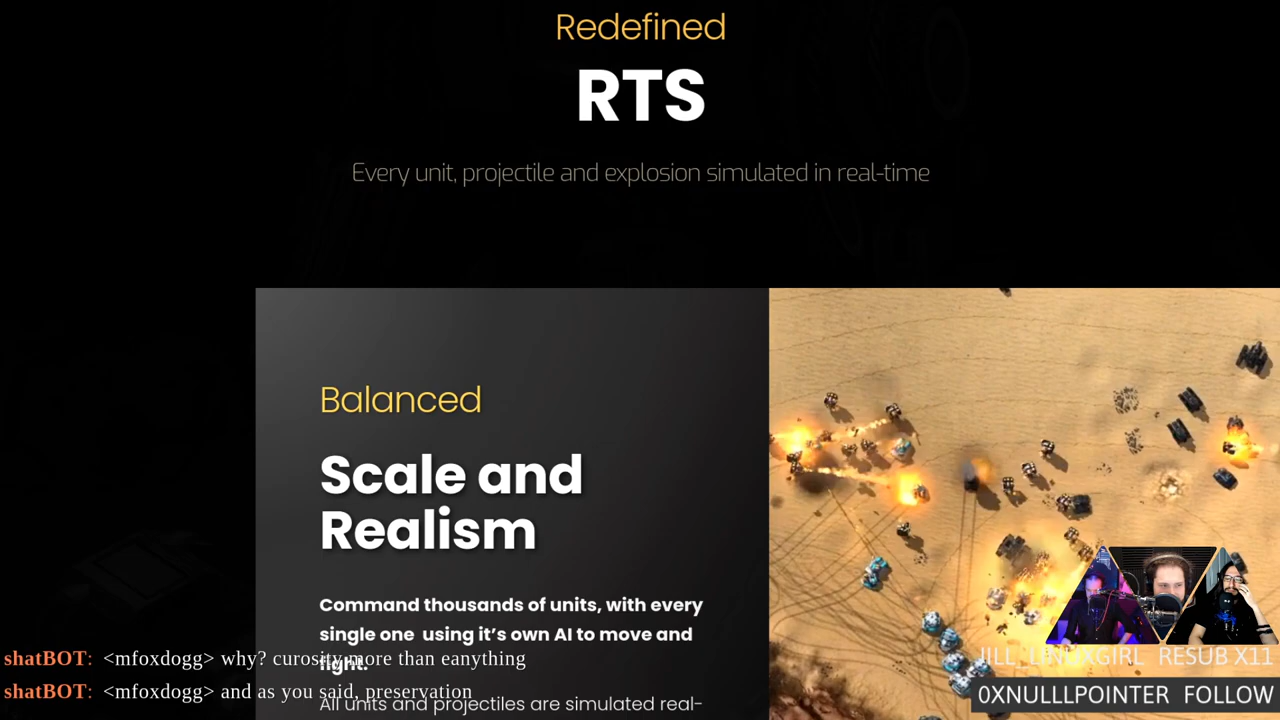 Redefined
RTS
Every unit, projectile and explosion simulated in real-time
Balanced
Scale and
Realism
Command thousands of units, with every
single one using it's own AI to move and
fight.
All units and projectiles are simulated real-
shatBOT: <mfoxdogg> why? curosity more than eanything
shatBOT: <mfoxdogg> and as you said, preservation
JILL_LINUXGIRL RESUB X11
0XNULLLPOINTER FOLLOW